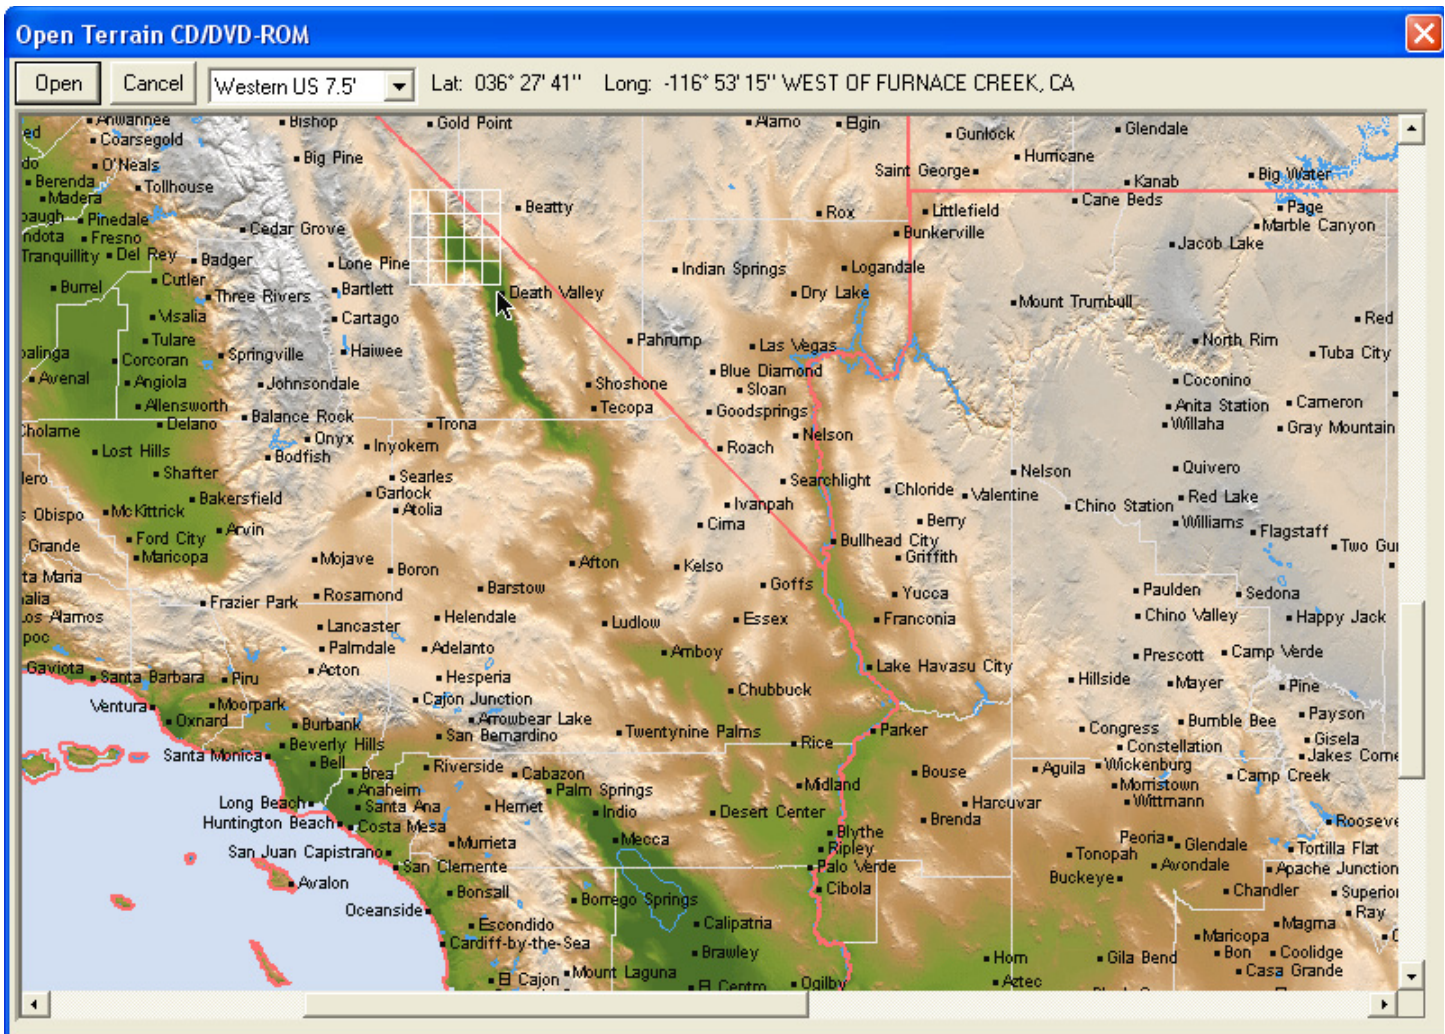 Open Terrain CD/DVD-ROM
Open
Cancel
Western US 7.5'
Lat: 036° 27' 41" Long: -116° 53' 15" WEST OF FURNACE CREEK, CA
Ahwahnee
Bishop
Gold Point
Alamo
Elgin
Gunlock
Glendale
Coarsegold
O'Neals
Big Pine
Hurricane
Saint George
Berenda
Tollhouse
Kanab
Big Water
Madera
Cane Beds
Page
Pinedale
Beatty
Rox
Littlefield
Marble Canyon
Cedar Grove
Bunkerville
Fresno
Jacob Lake
Tranquillity
Del Rey
Badger
Lone Pine
Indian Springs
Logandale
Burrel
Cutler
Three Rivers
Bartlett
Death Valley
Dry Lake
Mount Trumbull
Visalia
Cartago
Red
Tulare
Haiwee
Pahrump
Las Vegas
North Rim
Tuba City
Corcoran
Springville
Blue Diamond
Avenal
Angiola
Johnsondale
Shoshone
Sloan
Coconino
Allensworth
Balance Rock
Tecopa
Goodsprings
Anita Station
Cameron
Cholame
Delano
Trona
Willaha
Gray Mountain
Onyx
Inyokern
Nelson
Lost Hills
Bodfish
Roach
Shafter
Searles
Searchlight
Nelson
Quivero
Bakersfield
Garlock
Atolia
Ivanpah
Chloride
Valentine
Chino Station
Red Lake
s Obispo
McKittrick
Cima
Berry
Williams
Flagstaff
Arvin
Ford City
Bullhead City
Two Gu
Grande
Maricopa
Mojave
Boron
Afton
Kelso
Griffith
ta Maria
Barstow
Goffs
Yucca
Paulden
Sedona
Frazier Park
Rosamond
Los Alamos
Helendale
Ludlow
Essex
Franconia
Chino Valley
Happy Jack
Lancaster
Palmdale
Adelanto
Amboy
Prescott
Camp Verde
Gaviota
Santa Barbara
Piru
Acton
Hesperia
Lake Havasu City
Hillside
Mayer
Pine
Ventura
Moorpark
Cajon Junction
Chubbuck
Oxnard
Burbank
Arrowbear Lake
Twentynine Palms
Parker
Congress
Bumble Bee
Payson
San Bernardino
Beverly Hills
Rice
Constellation
Gisela
Santa Monica
Bell
Riverside
Cabazon
Bouse
Aguila
Wickenburg
Jakes Corne
Brea
Camp Creek
Anaheim
Palm Springs
Midland
Morristown
Long Beach
Santa Ana
Hemet
Indio
Desert Center
Harcuvar
Wittmann
Huntington Beach
Costa Mesa
Brenda
Rooseve
Murrieta
Mecca
Blythe
Peoria
Glendale
San Juan Capistrano
Ripley
Tonopah
Tortilla Flat
San Clemente
Palo Verde
Avondale
Apache Junction
Avalon
Buckeye
Bonsall
Cibola
Chandler
Superior
Borrego Springs
Oceanside
Ray
Escondido
Calipatria
Magma
Cardiff-by-the-Sea
Maricopa
Brawley
Horn
Gila Bend
Bon
Coolidge
El Cajon
Mount Laguna
Casa Grande
El Centro
Ogilby
Aztec